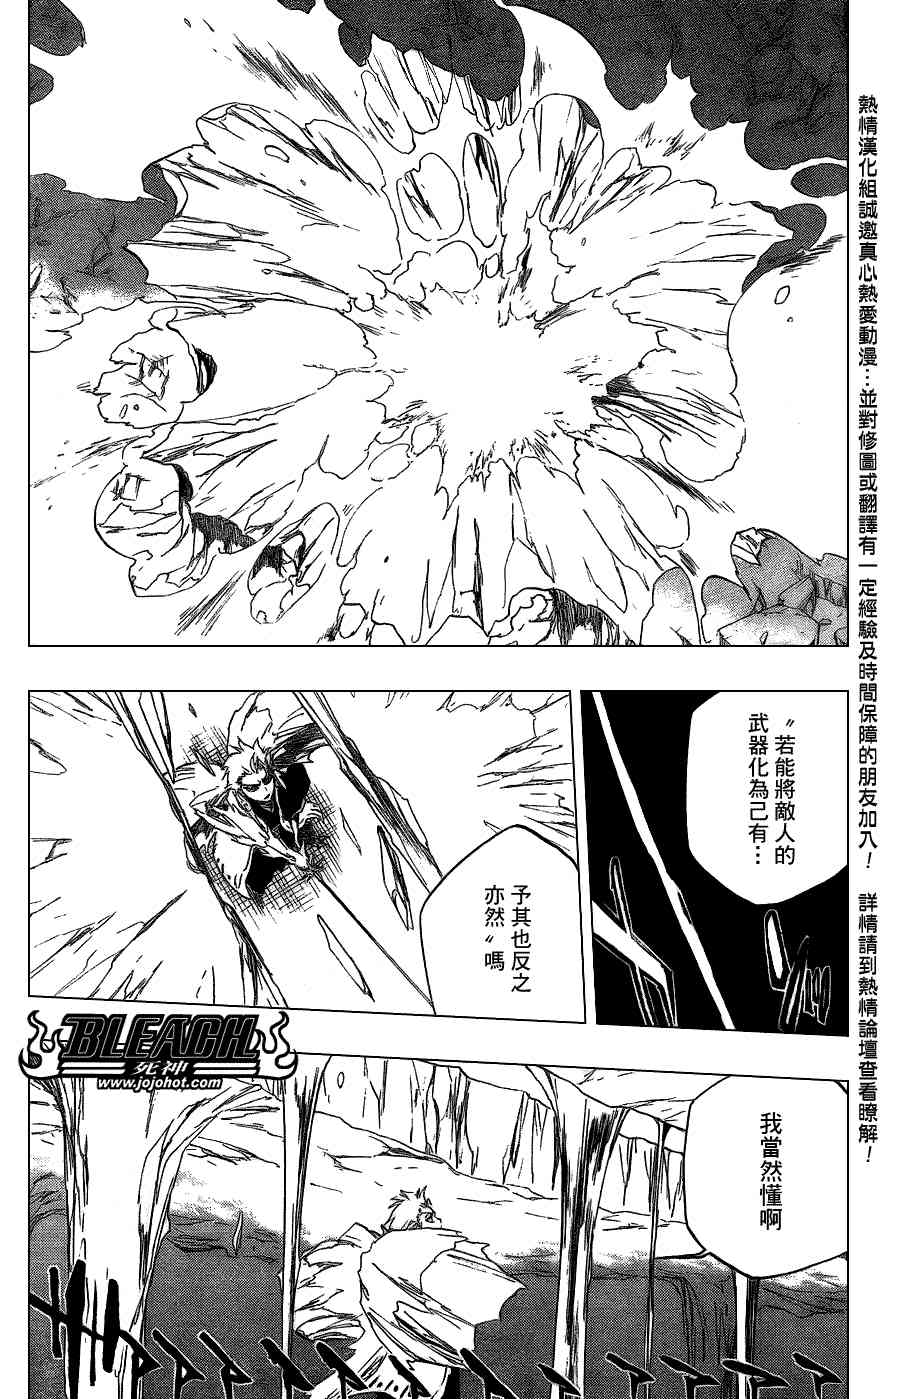 〝若能將敵人的
武器化為己有…
予其也反之
亦然〞嗎
我當然懂啊
BLEACH
死神
www.jojohot.com
熱情漢化組誠邀真心熱愛動漫…並對修圖或翻譯有一定經驗及時間保障的朋友加入！ 詳情請到熱情論壇查看瞭解！